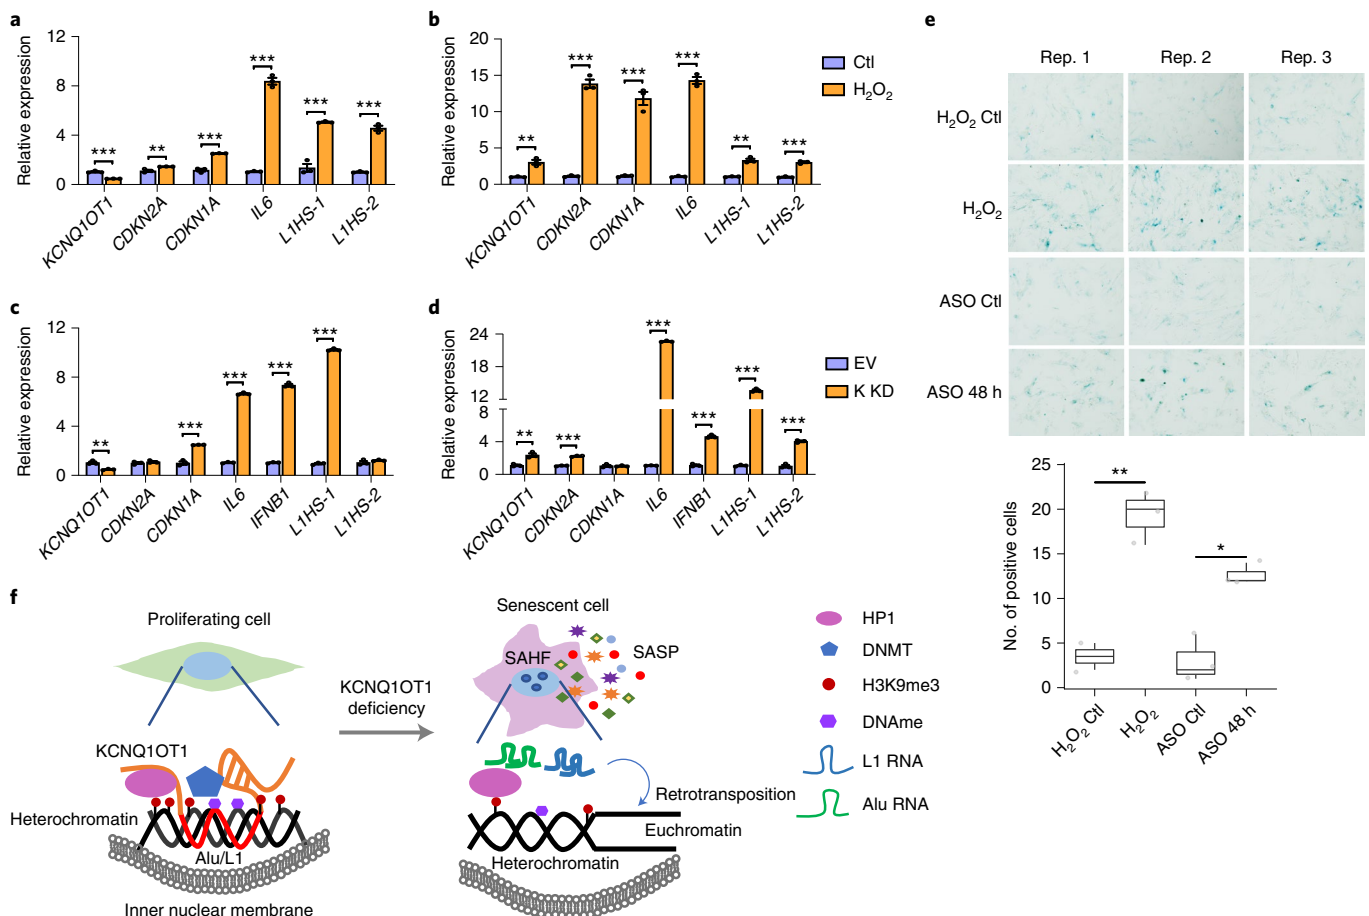 a
Relative expression
12
8
4
0
***
**
***
***
***
***
KCNQ1OT1
CDKN2A
CDKN1A
IL6
L1HS-1
L1HS-2
b
Relative expression
20
15
10
5
0
**
***
***
***
**
***
KCNQ1OT1
CDKN2A
CDKN1A
IL6
L1HS-1
L1HS-2
Ctl
H₂O₂
c
Relative expression
12
8
4
0
**
***
***
***
***
KCNQ1OT1
CDKN2A
CDKN1A
IL6
IFNB1
L1HS-1
L1HS-2
d
Relative expression
24
18
12
8
4
0
**
***
***
***
***
***
KCNQ1OT1
CDKN2A
CDKN1A
IL6
IFNB1
L1HS-1
L1HS-2
EV
K KD
e
Rep. 1
Rep. 2
Rep. 3
H₂O₂ Ctl
H₂O₂
ASO Ctl
ASO 48 h
No. of positive cells
25
20
15
10
5
0
**
*
H₂O₂ Ctl
H₂O₂
ASO Ctl
ASO 48 h
f
Proliferating cell
KCNQ1OT1
deficiency
Senescent cell
SAHF
SASP
KCNQ1OT1
Heterochromatin
Alu/L1
Inner nuclear membrane
Retrotransposition
Euchromatin
Heterochromatin
HP1
DNMT
H3K9me3
DNAme
L1 RNA
Alu RNA